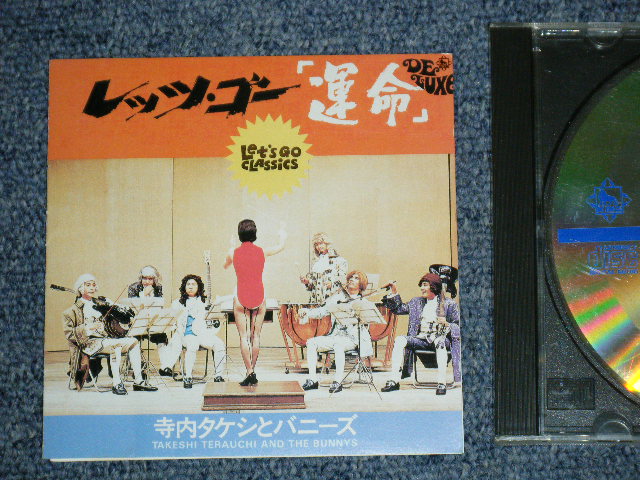 レッツ・ゴー「運命」
DE LUXE
Let's GO
CLASSICS
寺内タケシとバニーズ
TAKESHI TERAUCHI AND THE BUNNYS